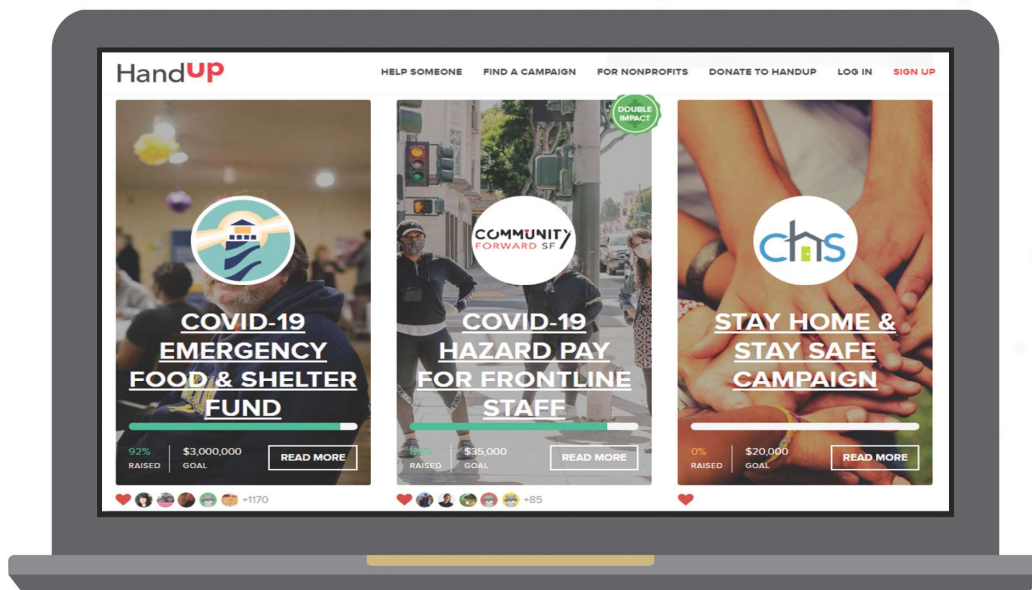 HandUP
HELP SOMEONE FIND A CAMPAIGN FOR NONPROFITS DONATE TO HANDUP LOG IN SIGN UP
COVID-19
EMERGENCY
FOOD & SHELTER
FUND
92%
RAISED
$3,000,000
GOAL
READ MORE
+1170
DOUBLE
IMPACT
COMMUNITY
FORWARD SF
COVID-19
HAZARD PAY
FOR FRONTLINE
STAFF
RAISED
$35,000
GOAL
READ MORE
+85
chs
STAY HOME &
STAY SAFE
CAMPAIGN
0%
RAISED
$20,000
GOAL
READ MORE